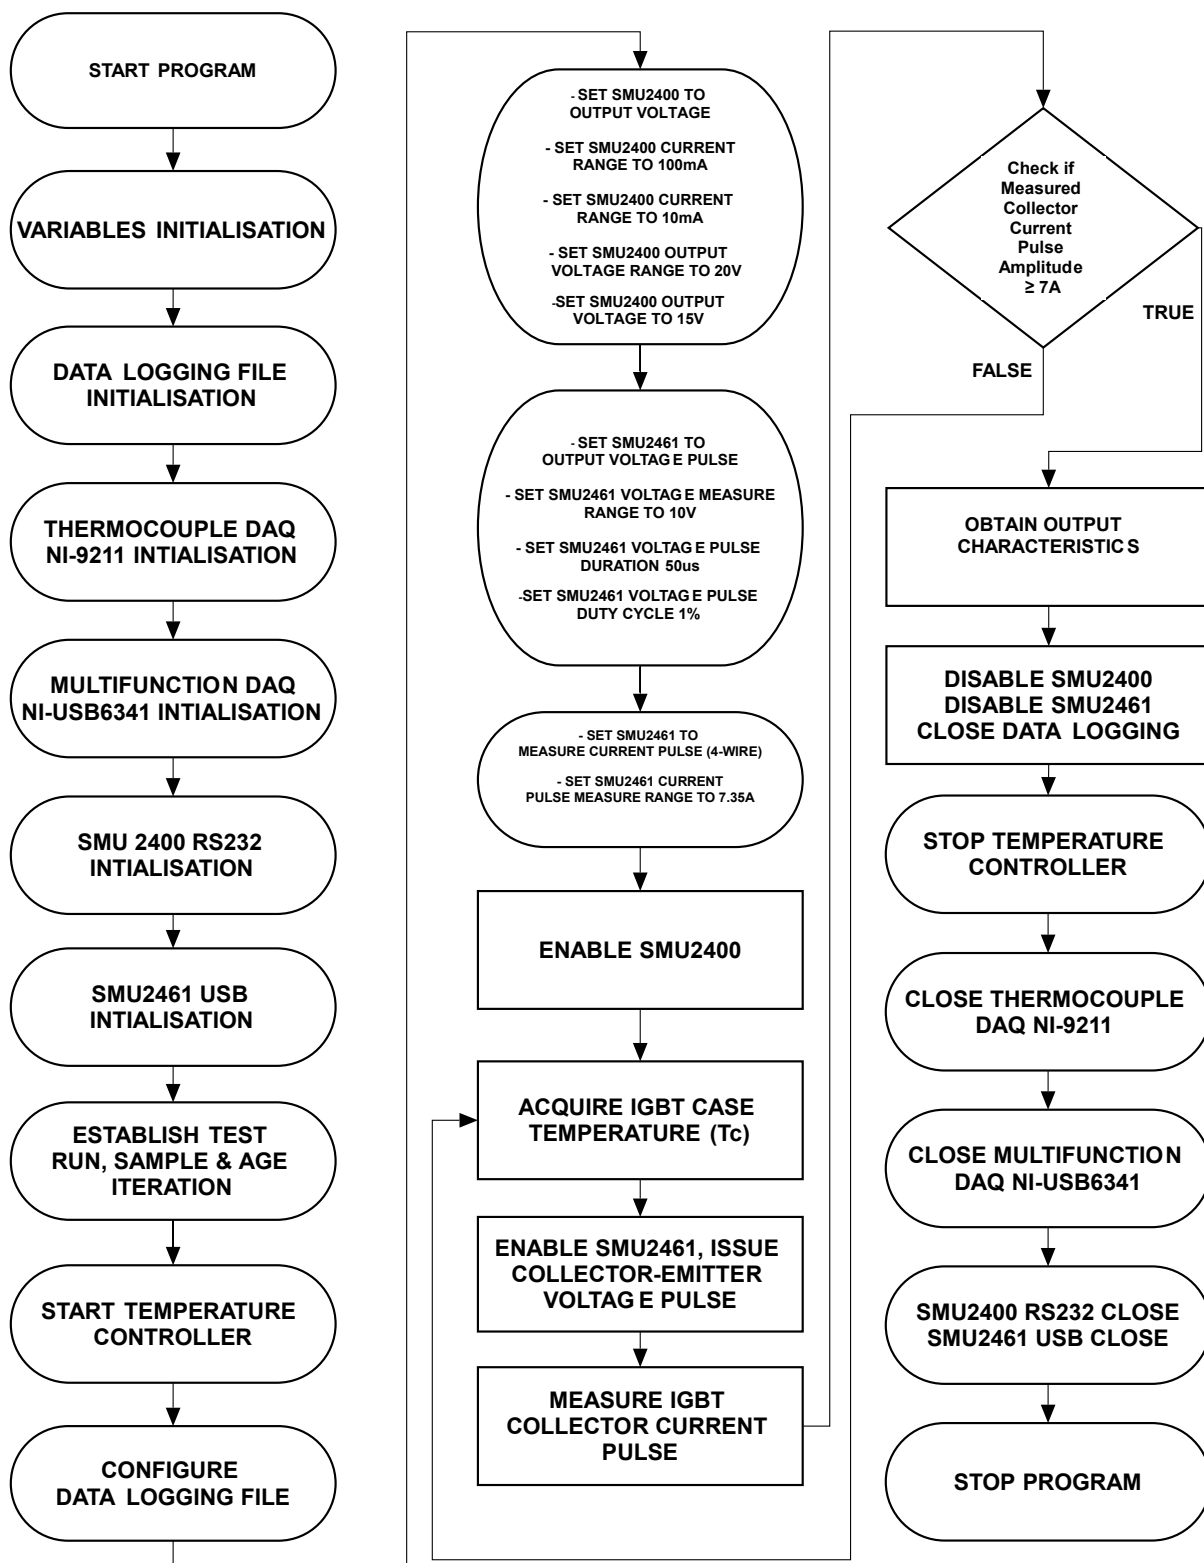 START PROGRAM
VARIABLES INITIALISATION
DATA LOGGING FILE
INITIALISATION
THERMOCOUPLE DAQ
NI-9211 INTIALISATION
MULTIFUNCTION DAQ
NI-USB6341 INTIALISATION
SMU 2400 RS232
INTIALISATION
SMU2461 USB
INTIALISATION
ESTABLISH TEST
RUN, SAMPLE & AGE
ITERATION
START TEMPERATURE
CONTROLLER
CONFIGURE
DATA LOGGING FILE
- SET SMU2400 TO
OUTPUT VOLTAGE
- SET SMU2400 CURRENT
RANGE TO 100mA
- SET SMU2400 CURRENT
RANGE TO 10mA
- SET SMU2400 OUTPUT
VOLTAGE RANGE TO 20V
-SET SMU2400 OUTPUT
VOLTAGE TO 15V
- SET SMU2461 TO
OUTPUT VOLTAGE PULSE
- SET SMU2461 VOLTAGE MEASURE
RANGE TO 10V
- SET SMU2461 VOLTAGE PULSE
DURATION 50us
-SET SMU2461 VOLTAGE PULSE
DUTY CYCLE 1%
- SET SMU2461 TO
MEASURE CURRENT PULSE (4-WIRE)
- SET SMU2461 CURRENT
PULSE MEASURE RANGE TO 7.35A
ENABLE SMU2400
ACQUIRE IGBT CASE
TEMPERATURE (Tc)
ENABLE SMU2461, ISSUE
COLLECTOR-EMITTER
VOLTAGE PULSE
MEASURE IGBT
COLLECTOR CURRENT
PULSE
Check if
Measured
Collector
Current
Pulse
Amplitude
≥ 7A
TRUE
FALSE
OBTAIN OUTPUT
CHARACTERISTICS
DISABLE SMU2400
DISABLE SMU2461
CLOSE DATA LOGGING
STOP TEMPERATURE
CONTROLLER
CLOSE THERMOCOUPLE
DAQ NI-9211
CLOSE MULTIFUNCTION
DAQ NI-USB6341
SMU2400 RS232 CLOSE
SMU2461 USB CLOSE
STOP PROGRAM